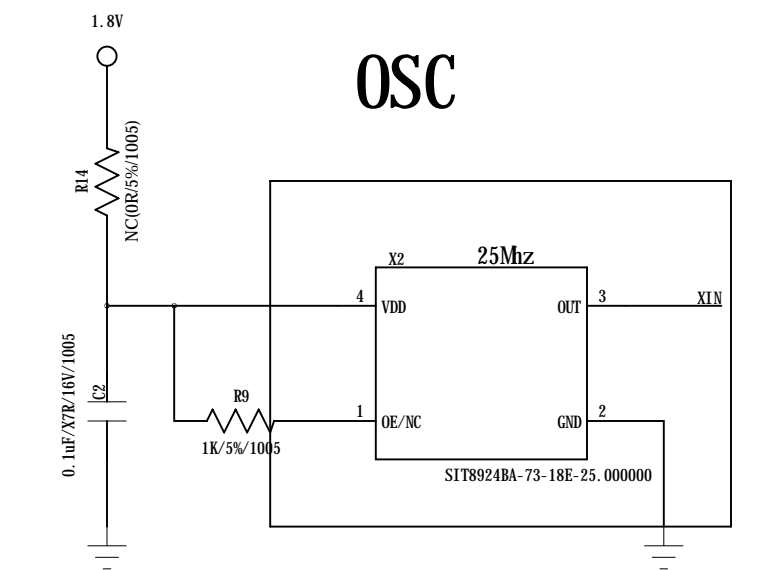 1.8V
OSC
R14
NC(0R/5%/1005)
X2
25Mhz
4
VDD
OUT
3
XIN
0.1uF/X7R/16V/1005
C2
R9
1K/5%/1005
1
OE/NC
GND
2
SIT8924BA-73-18E-25.000000